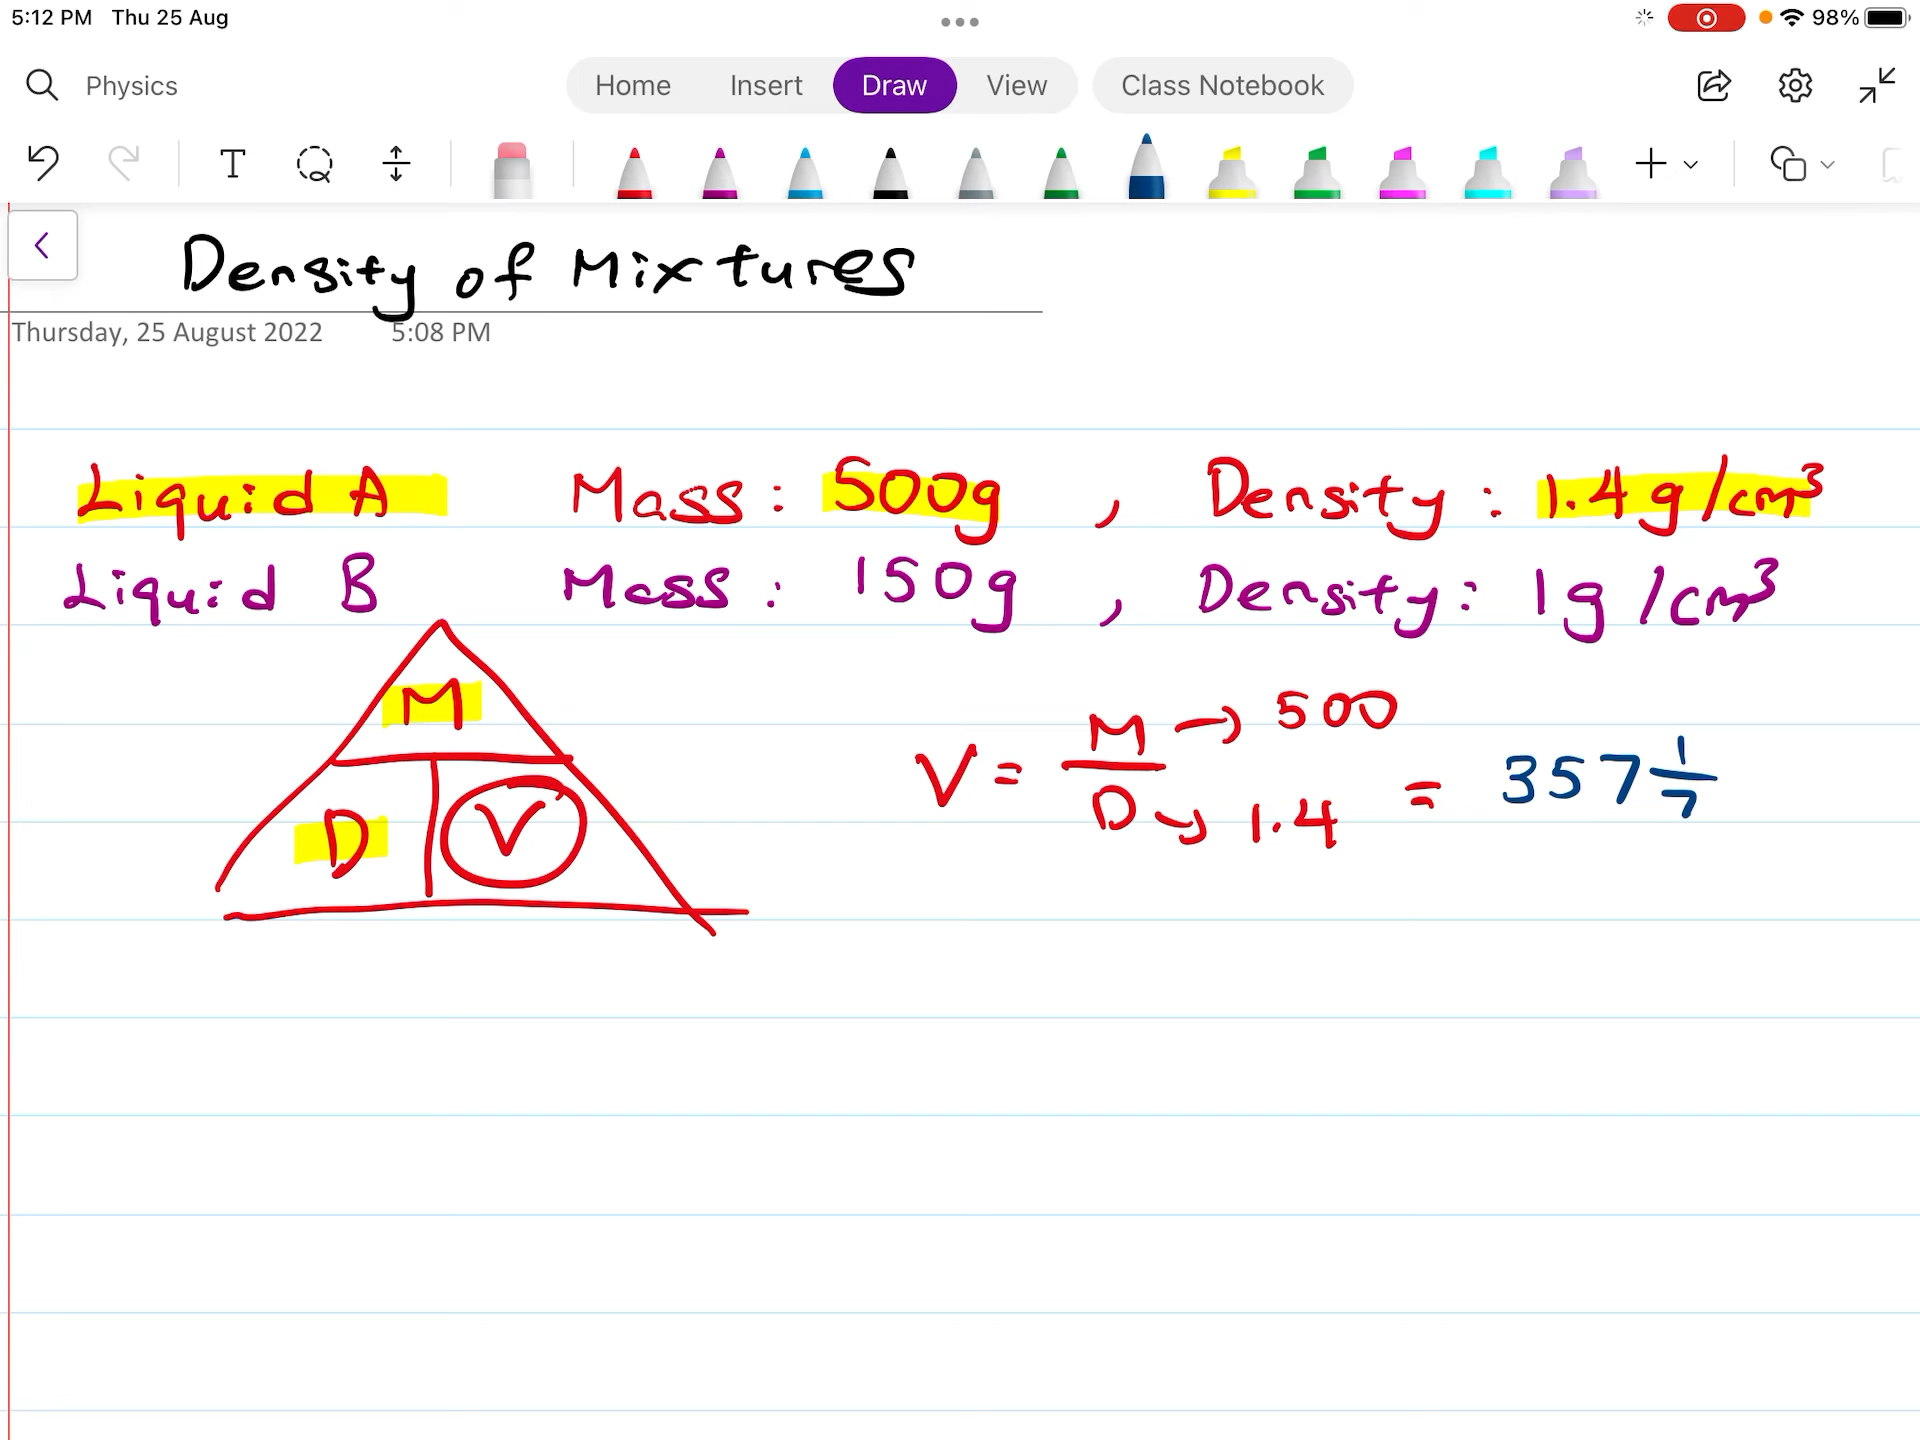 5:12 PM Thu 25 Aug 98%
Physics Home Insert Draw View Class Notebook
T
Density of Mixtures
Thursday, 25 August 2022 5:08 PM
Liquid A Mass: 500g , Density: 1.4 g/cm³
Liquid B Mass: 150g , Density: 1g/cm³
M
D V
V = M/D M → 500 D → 1.4 = 357 1/7